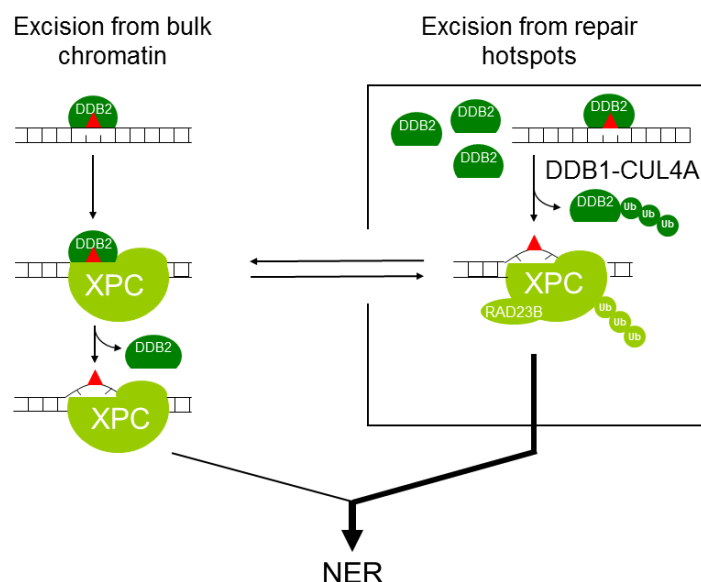 Excision from bulk
chromatin
Excision from repair
hotspots
DDB2
DDB2
DDB2
DDB2
DDB2
DDB1-CUL4A
DDB2
Ub
Ub
Ub
DDB2
XPC
XPC
RAD23B
Ub
Ub
Ub
DDB2
XPC
NER